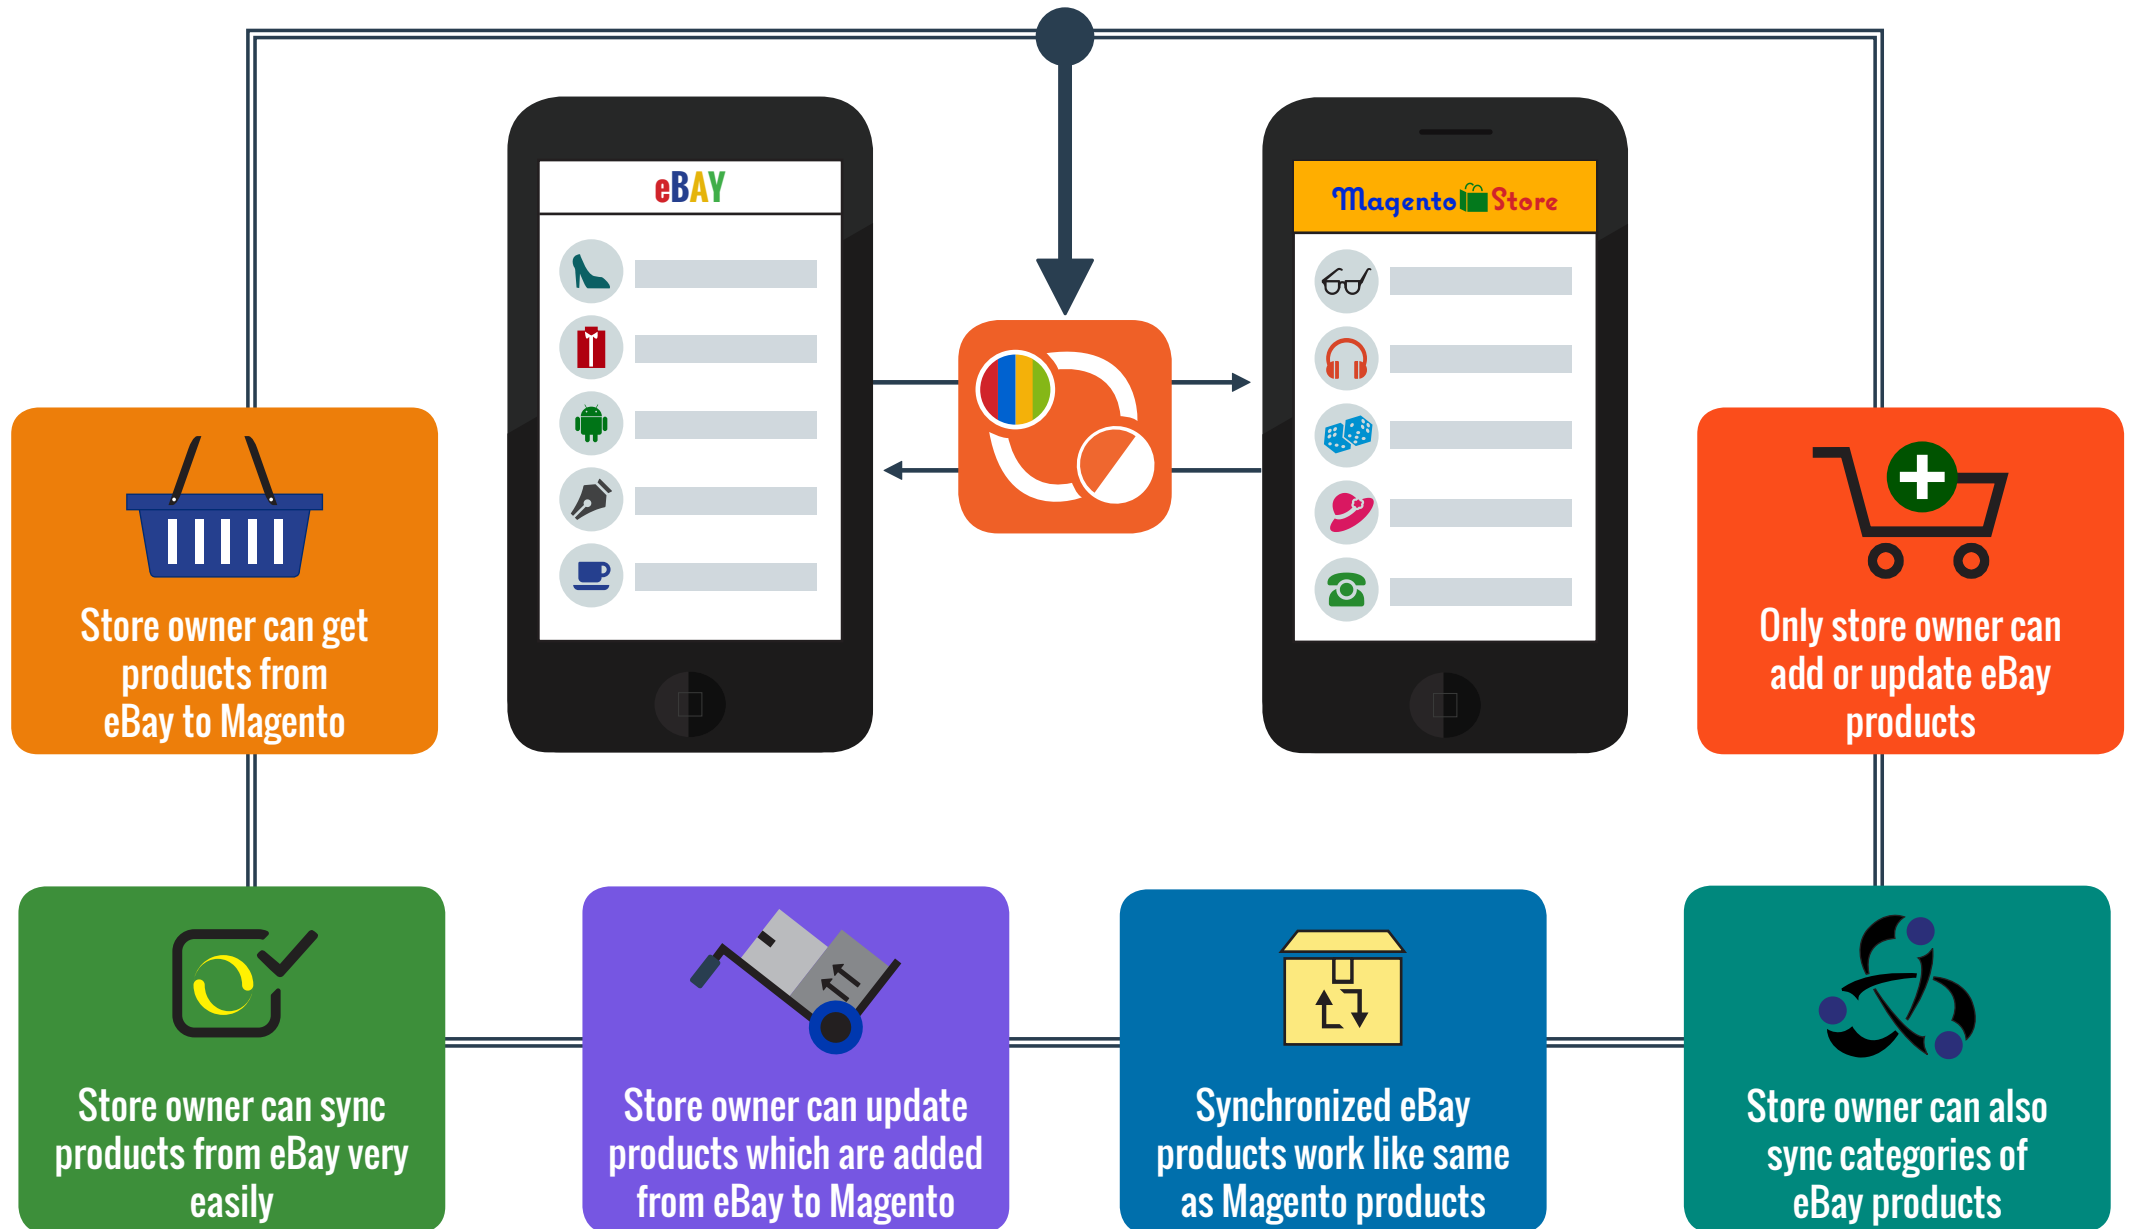 eBAY
Magento Store
Store owner can get
products from
eBay to Magento
Only store owner can
add or update eBay
products
Store owner can sync
products from eBay very
easily
Store owner can update
products which are added
from eBay to Magento
Synchronized eBay
products work like same
as Magento products
Store owner can also
sync categories of
eBay products